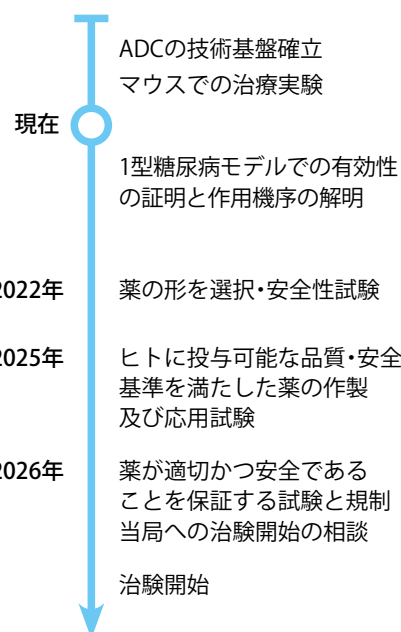 ADCの技術基盤確立
マウスでの治療実験
現在
1型糖尿病モデルでの有効性
の証明と作用機序の解明
2022年 薬の形を選択・安全性試験
2025年 ヒトに投与可能な品質・安全
基準を満たした薬の作製
及び応用試験
2026年 薬が適切かつ安全である
ことを保証する試験と規制
当局への治験開始の相談
治験開始